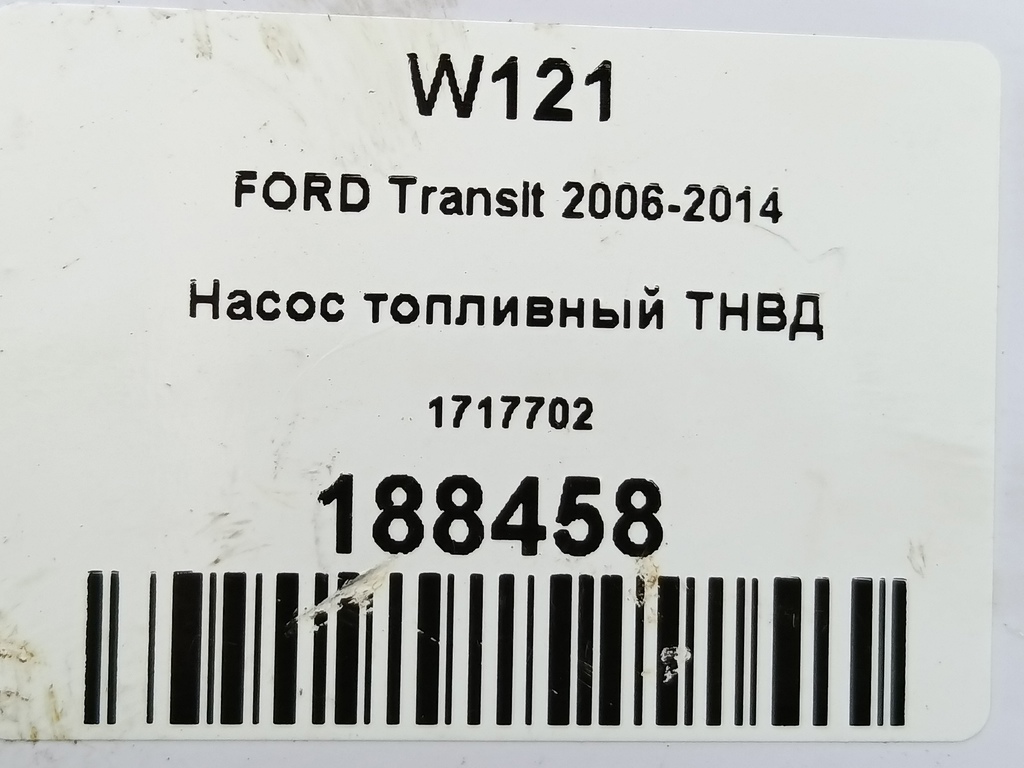 W121
FORD Transit 2006-2014
Насос топливный ТНВД
1717702
188458